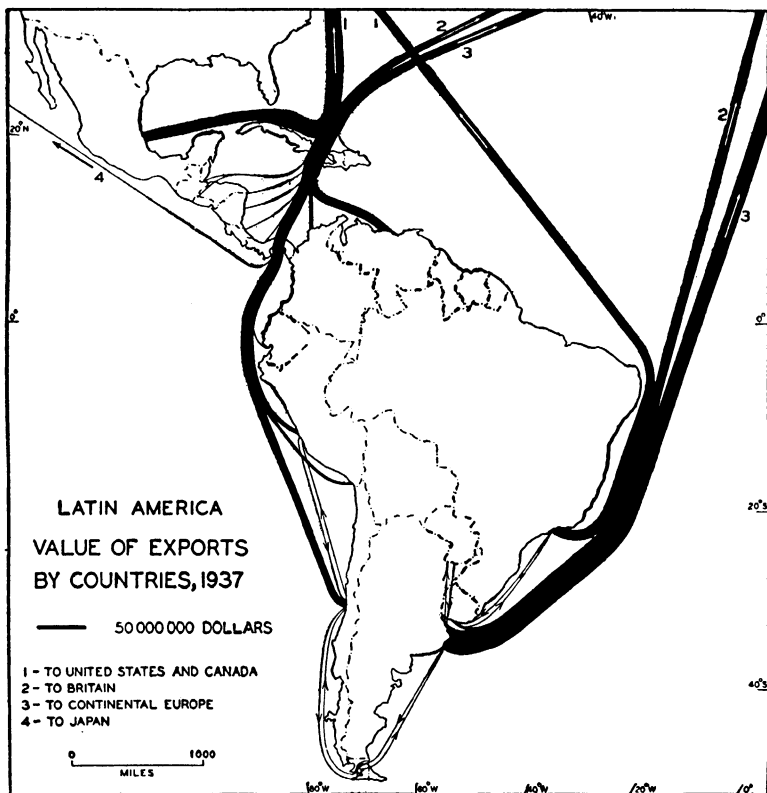 1 1 2 40°W.
3
20°N
2
4
3
0° 0°
LATIN AMERICA
VALUE OF EXPORTS
BY COUNTRIES, 1937
20°S
50 000 000 DOLLARS
1 - TO UNITED STATES AND CANADA
2 - TO BRITAIN
3 - TO CONTINENTAL EUROPE
4 - TO JAPAN
40°S
0 1000
MILES
80°W 60°W 40°W 20°W 0°